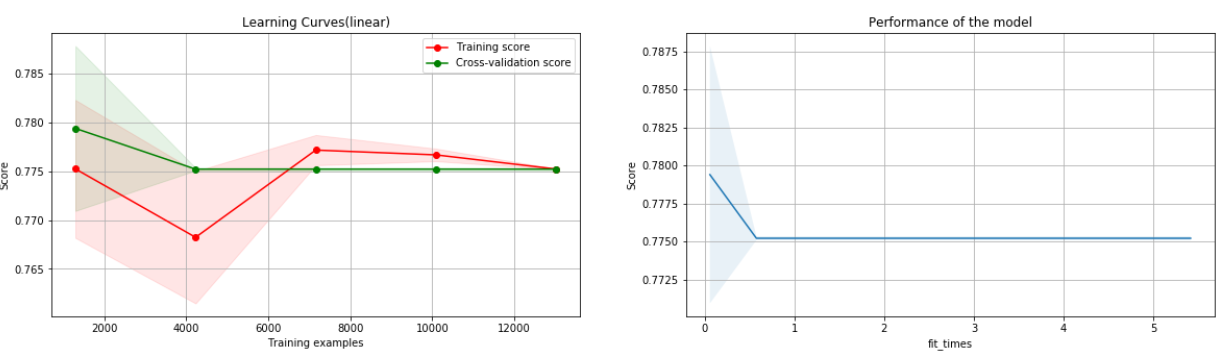 Learning Curves(linear)
Training score
Cross-validation score
0.785
0.780
0.775
0.770
0.765
Score
2000 4000 6000 8000 10000 12000
Training examples
Performance of the model
0.7875
0.7850
0.7825
0.7800
0.7775
0.7750
0.7725
Score
0 1 2 3 4 5
fit_times